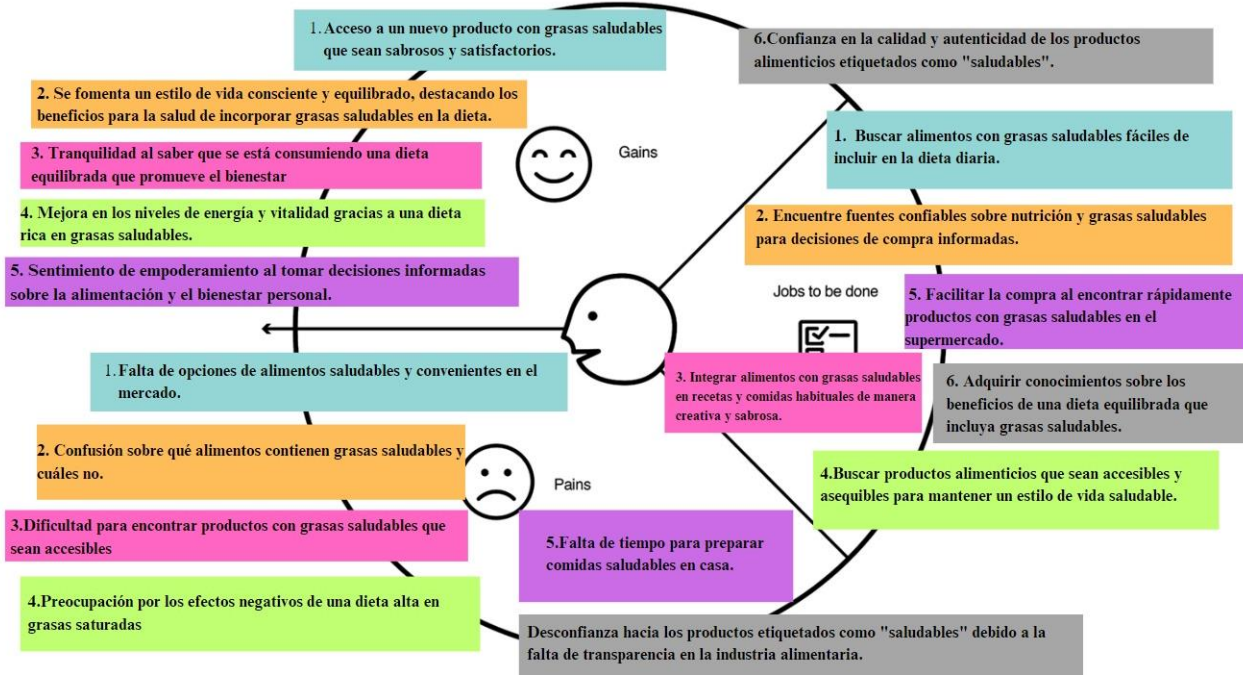 1. Acceso a un nuevo producto con grasas saludables
que sean sabrosos y satisfactorios.
6.Confianza en la calidad y autenticidad de los productos
alimenticios etiquetados como "saludables".
2. Se fomenta un estilo de vida consciente y equilibrado, destacando los
beneficios para la salud de incorporar grasas saludables en la dieta.
3. Tranquilidad al saber que se está consumiendo una dieta
equilibrada que promueve el bienestar
4. Mejora en los niveles de energía y vitalidad gracias a una dieta
rica en grasas saludables.
5. Sentimiento de empoderamiento al tomar decisiones informadas
sobre la alimentación y el bienestar personal.
Gains
1. Buscar alimentos con grasas saludables fáciles de
incluir en la dieta diaria.
2. Encuentre fuentes confiables sobre nutrición y grasas saludables
para decisiones de compra informadas.
Jobs to be done
5. Facilitar la compra al encontrar rápidamente
productos con grasas saludables en el
supermercado.
3. Integrar alimentos con grasas saludables
en recetas y comidas habituales de manera
creativa y sabrosa.
6. Adquirir conocimientos sobre los
beneficios de una dieta equilibrada que
incluya grasas saludables.
4.Buscar productos alimenticios que sean accesibles y
asequibles para mantener un estilo de vida saludable.
1. Falta de opciones de alimentos saludables y convenientes en el
mercado.
2. Confusión sobre qué alimentos contienen grasas saludables y
cuáles no.
Pains
3.Dificultad para encontrar productos con grasas saludables que
sean accesibles
5.Falta de tiempo para preparar
comidas saludables en casa.
4.Preocupación por los efectos negativos de una dieta alta en
grasas saturadas
Desconfianza hacia los productos etiquetados como "saludables" debido a la
falta de transparencia en la industria alimentaria.